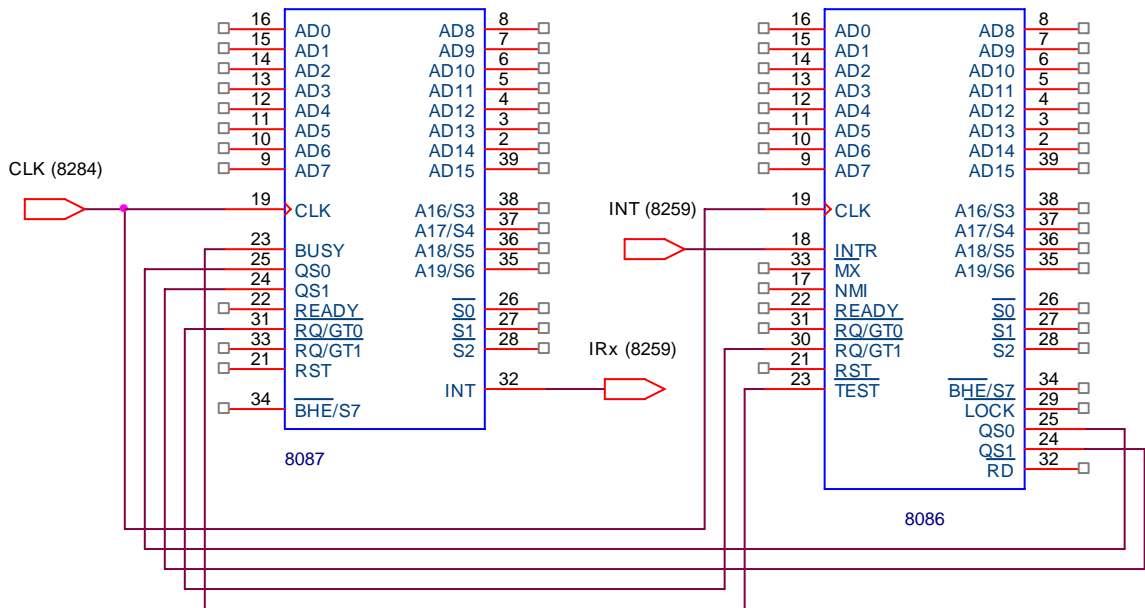 16 AD0 AD8 8
15 AD1 AD9 7
14 AD2 AD10 6
13 AD3 AD11 5
12 AD4 AD12 4
11 AD5 AD13 3
10 AD6 AD14 2
9 AD7 AD15 39
CLK (8284)
19 CLK A16/S3 38
A17/S4 37
23 BUSY A18/S5 36
25 QS0 A19/S6 35
24 QS1
22 READY S0 26
31 RQ/GT0 S1 27
33 RQ/GT1 S2 28
21 RST
INT 32
IRx (8259)
34 BHE/S7
8087
16 AD0 AD8 8
15 AD1 AD9 7
14 AD2 AD10 6
13 AD3 AD11 5
12 AD4 AD12 4
11 AD5 AD13 3
10 AD6 AD14 2
9 AD7 AD15 39
INT (8259)
19 CLK A16/S3 38
A17/S4 37
18 INTR A18/S5 36
33 MX A19/S6 35
17 NMI
22 READY S0 26
31 RQ/GT0 S1 27
30 RQ/GT1 S2 28
21 RST
23 TEST BHE/S7 34
LOCK 29
QS0 25
QS1 24
RD 32
8086